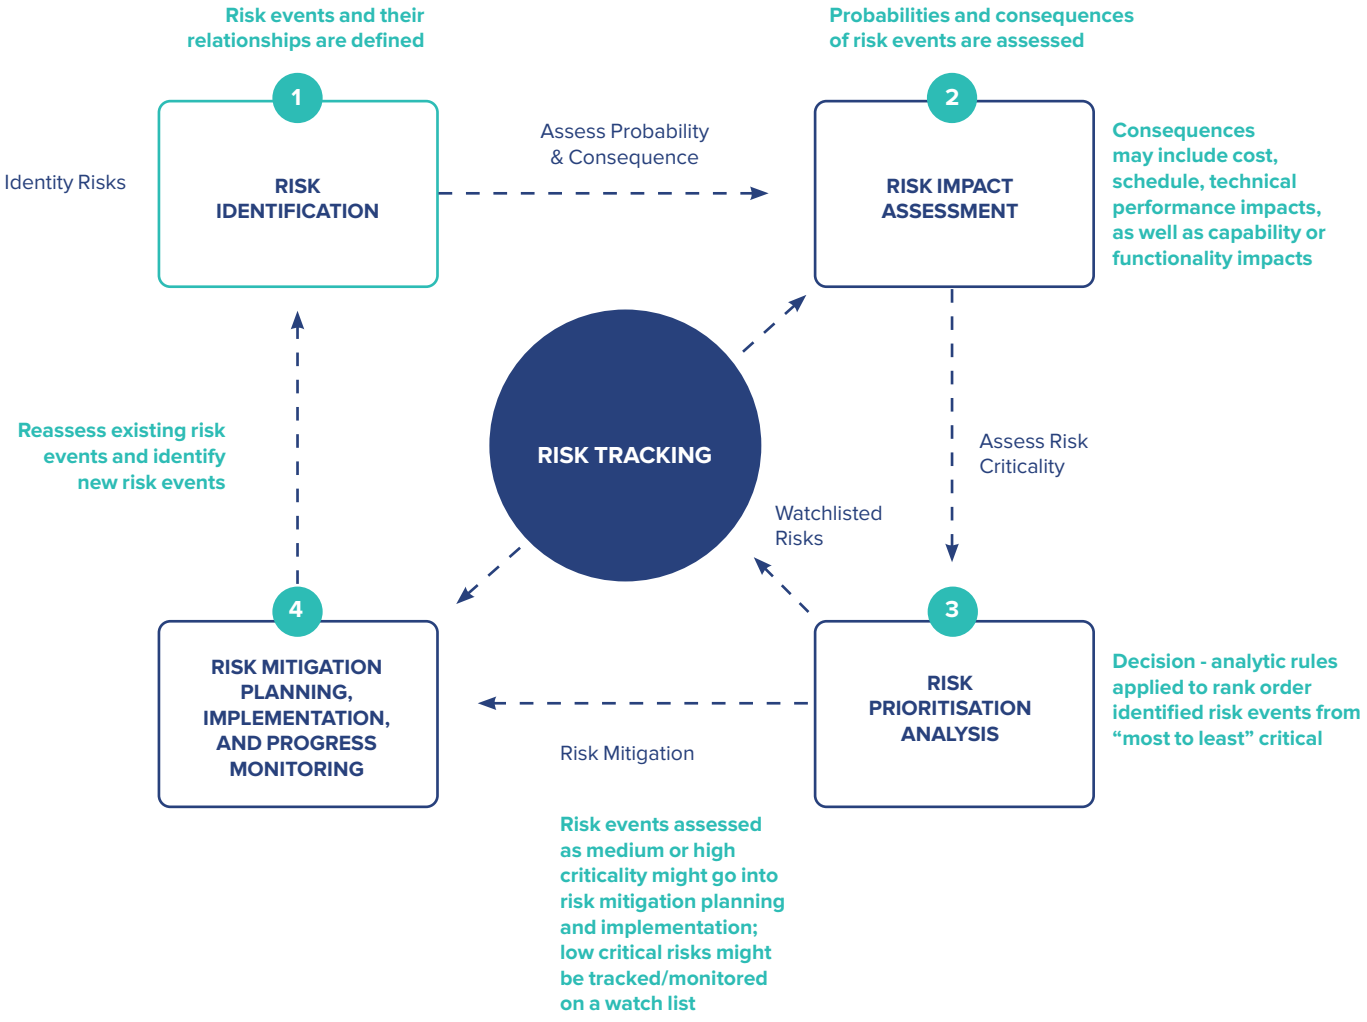 Risk events and their
relationships are defined
Probabilities and consequences
of risk events are assessed
1
2
Identity Risks
RISK
IDENTIFICATION
Assess Probability
& Consequence
RISK IMPACT
ASSESSMENT
Consequences
may include cost,
schedule, technical
performance impacts,
as well as capability or
functionality impacts
Reassess existing risk
events and identify
new risk events
RISK TRACKING
Assess Risk
Criticality
Watchlisted
Risks
4
3
RISK MITIGATION
PLANNING,
IMPLEMENTATION,
AND PROGRESS
MONITORING
Risk Mitigation
RISK
PRIORITISATION
ANALYSIS
Decision - analytic rules
applied to rank order
identified risk events from
“most to least” critical
Risk events assessed
as medium or high
criticality might go into
risk mitigation planning
and implementation;
low critical risks might
be tracked/monitored
on a watch list